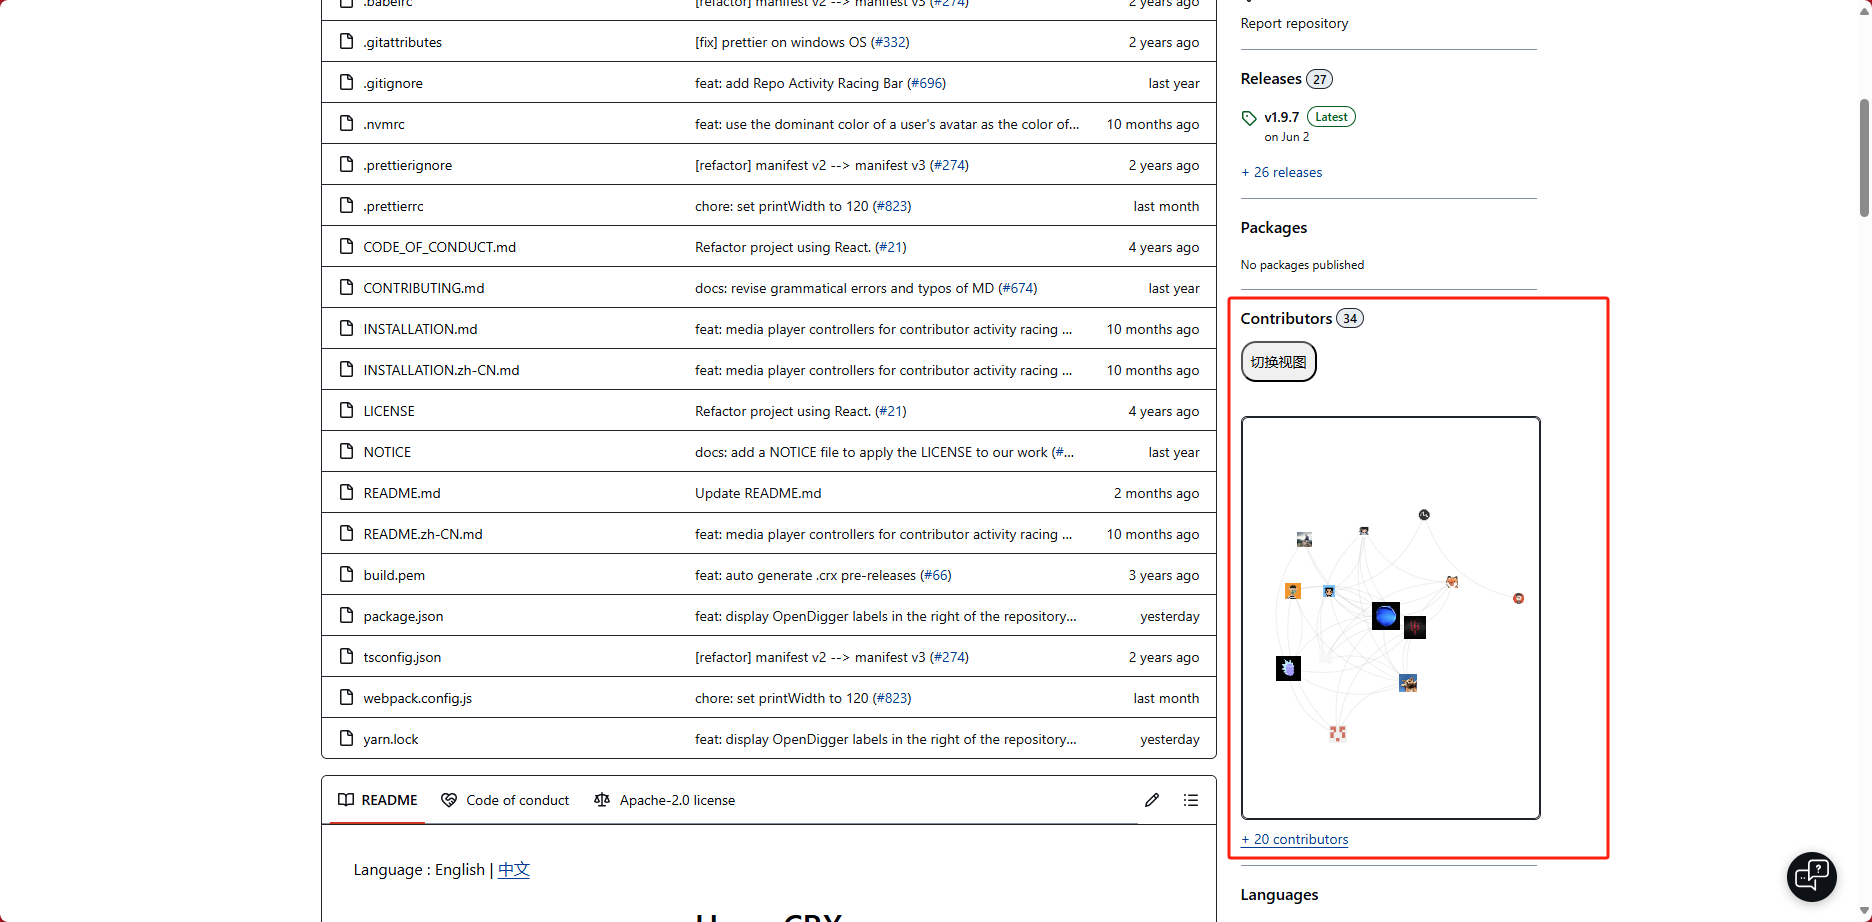 .babelrc [refactor] manifest v2 --> manifest v3 (#274) 2 years ago
.gitattributes [fix] prettier on windows OS (#332) 2 years ago
.gitignore feat: add Repo Activity Racing Bar (#696) last year
.nvmrc feat: use the dominant color of a user's avatar as the color of... 10 months ago
.prettierignore [refactor] manifest v2 --> manifest v3 (#274) 2 years ago
.prettierrc chore: set printWidth to 120 (#823) last month
CODE_OF_CONDUCT.md Refactor project using React. (#21) 4 years ago
CONTRIBUTING.md docs: revise grammatical errors and typos of MD (#674) last year
INSTALLATION.md feat: media player controllers for contributor activity racing ... 10 months ago
INSTALLATION.zh-CN.md feat: media player controllers for contributor activity racing ... 10 months ago
LICENSE Refactor project using React. (#21) 4 years ago
NOTICE docs: add a NOTICE file to apply the LICENSE to our work (#... last year
README.md Update README.md 2 months ago
README.zh-CN.md feat: media player controllers for contributor activity racing ... 10 months ago
build.pem feat: auto generate .crx pre-releases (#66) 3 years ago
package.json feat: display OpenDigger labels in the right of the repository... yesterday
tsconfig.json [refactor] manifest v2 --> manifest v3 (#274) 2 years ago
webpack.config.js chore: set printWidth to 120 (#823) last month
yarn.lock feat: display OpenDigger labels in the right of the repository... yesterday
README Code of conduct Apache-2.0 license
Language : English | 中文
Report repository
Releases 27
v1.9.7 Latest
on Jun 2
+ 26 releases
Packages
No packages published
Contributors 34
切换视图
+ 20 contributors
Languages